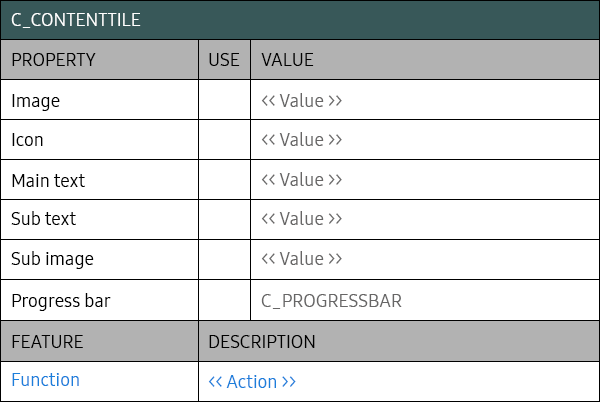 C_CONTENTTILE
PROPERTY USE VALUE
Image << Value >>
Icon << Value >>
Main text << Value >>
Sub text << Value >>
Sub image << Value >>
Progress bar C_PROGRESSBAR
FEATURE DESCRIPTION
Function << Action >>